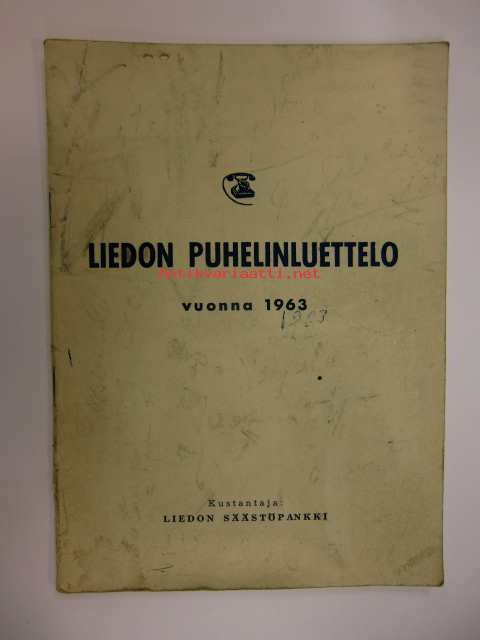 LIEDON PUHELINLUETTELO
Antikvariaatti.net
vuonna 1963
Kustantaja:
LIEDON SÄÄSTÖPANKKI